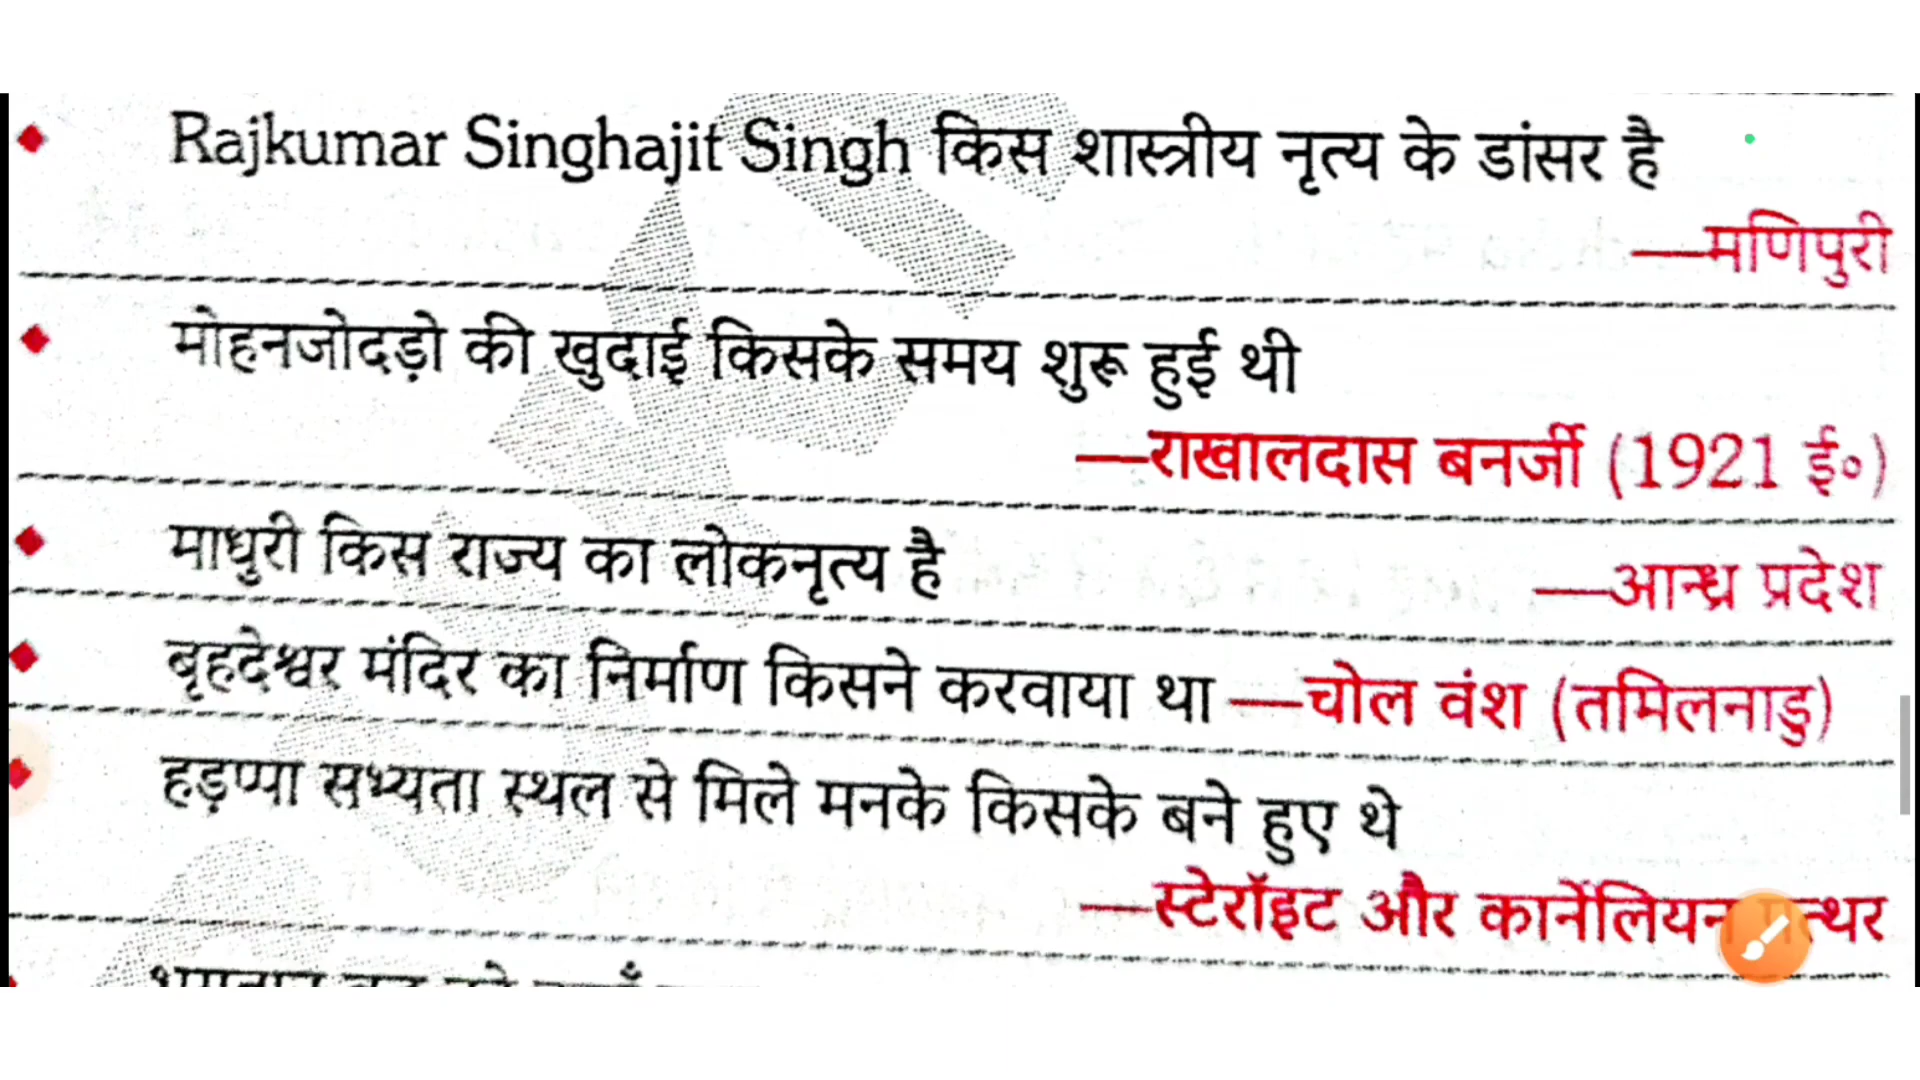 Rajkumar Singhajit Singh किस शास्त्रीय नृत्य के डांसर है
—मणिपुरी
मोहनजोदड़ो की खुदाई किसके समय शुरू हुई थी
—राखालदास बनर्जी (1921 ई०)
माधुरी किस राज्य का लोकनृत्य है —आन्ध्र प्रदेश
बृहदेश्वर मंदिर का निर्माण किसने करवाया था —चोल वंश (तमिलनाडु)
हड़प्पा सभ्यता स्थल से मिले मनके किसके बने हुए थे
—स्टेरॉइट और कार्नेलियन